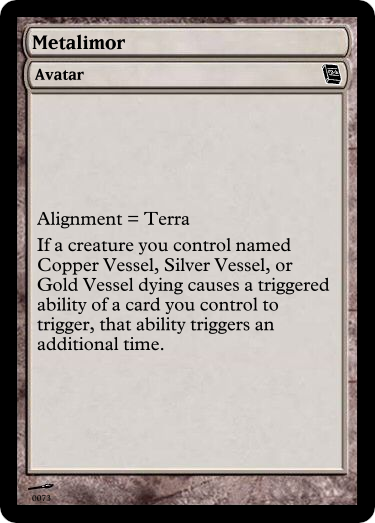 Metalimor
Avatar
Alignment = Terra
If a creature you control named
Copper Vessel, Silver Vessel, or
Gold Vessel dying causes a triggered
ability of a card you control to
trigger, that ability triggers an
additional time.
0073